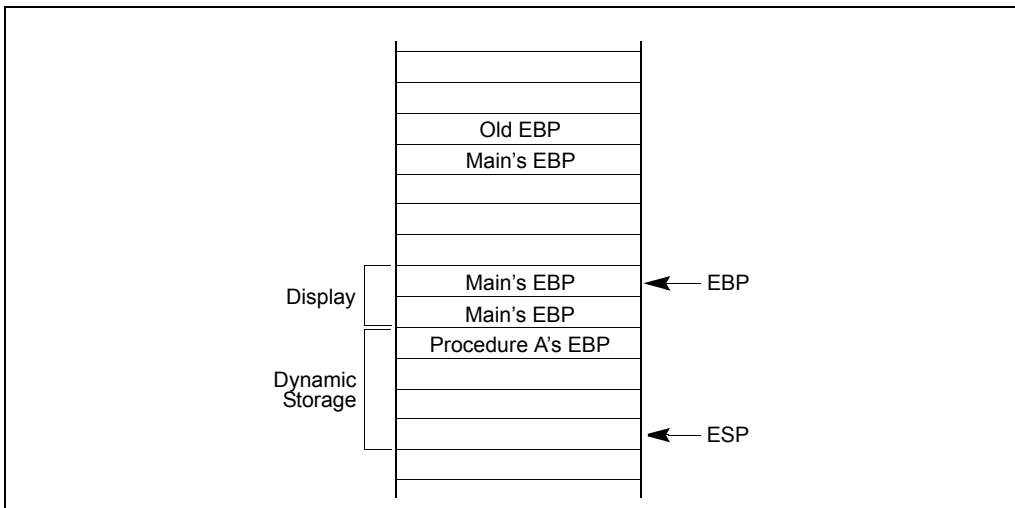 Old EBP
Main's EBP
Display
Main's EBP
EBP
Main's EBP
Procedure A's EBP
Dynamic
Storage
ESP